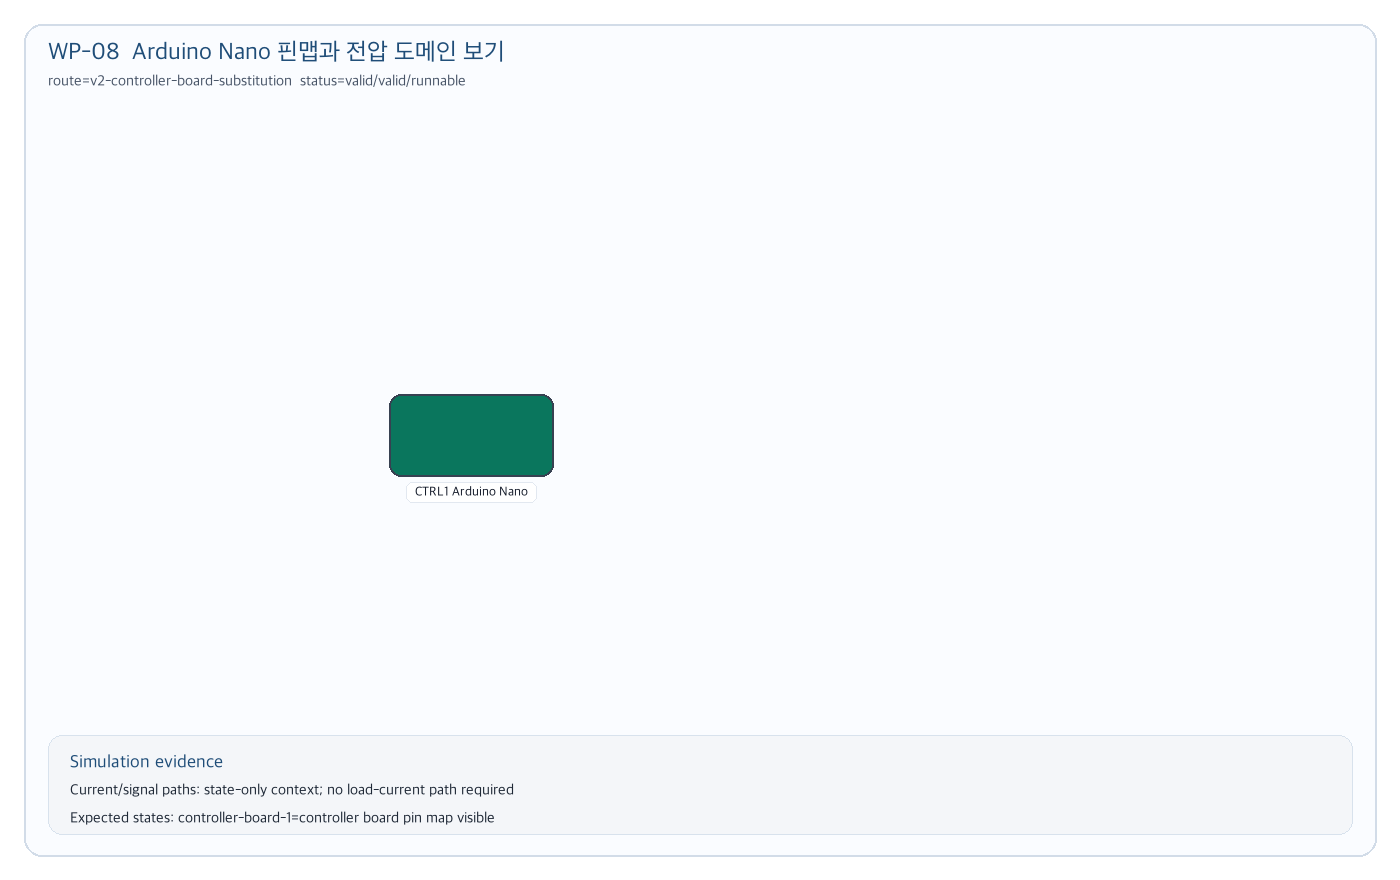 WP-08  Arduino Nano 핀맵과 전압 도메인 보기
route=v2-controller-board-substitution  status=valid/valid/runnable
CTRL1 Arduino Nano
Simulation evidence
Current/signal paths: state-only context; no load-current path required
Expected states: controller-board-1=controller board pin map visible